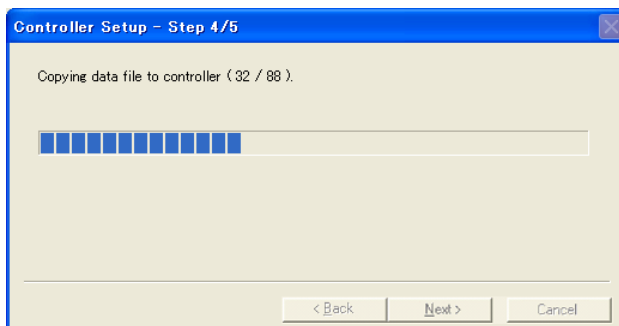 Controller Setup - Step 4/5
Copying data file to controller ( 32 / 88 ).
< Back
Next >
Cancel